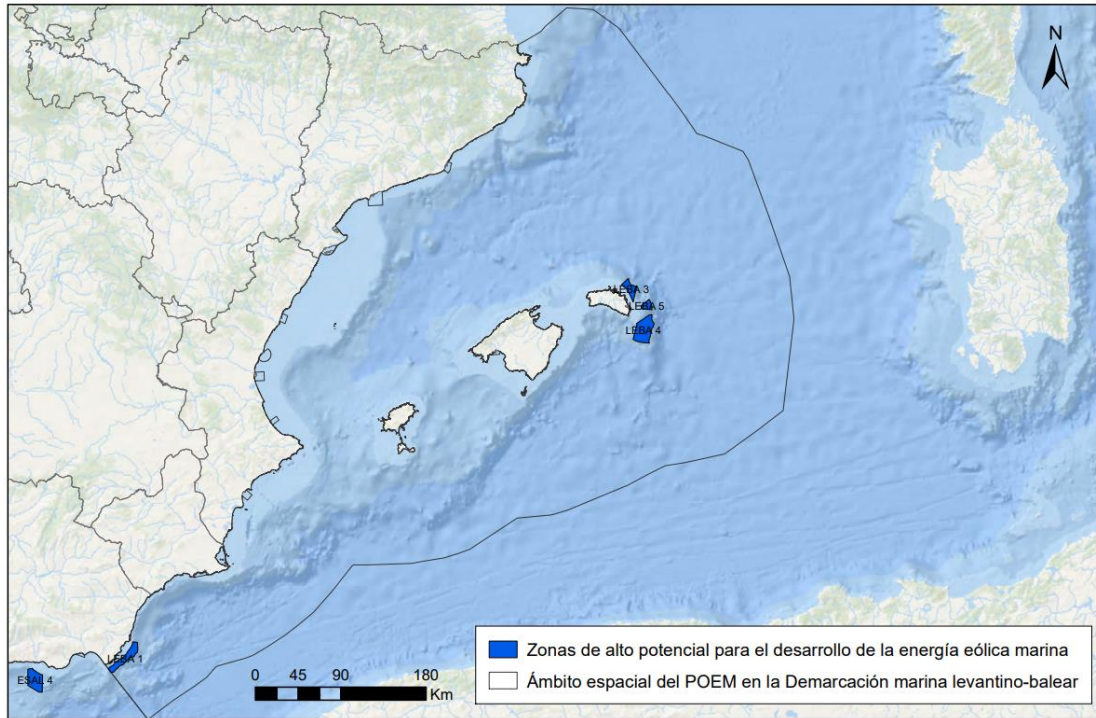 N
LEBA 3
LEBA 5
LEBA 4
LEBA 1
ESAL 4
0 45 90 180
Km
Zonas de alto potencial para el desarrollo de la energía eólica marina
Ámbito espacial del POEM en la Demarcación marina levantino-balear